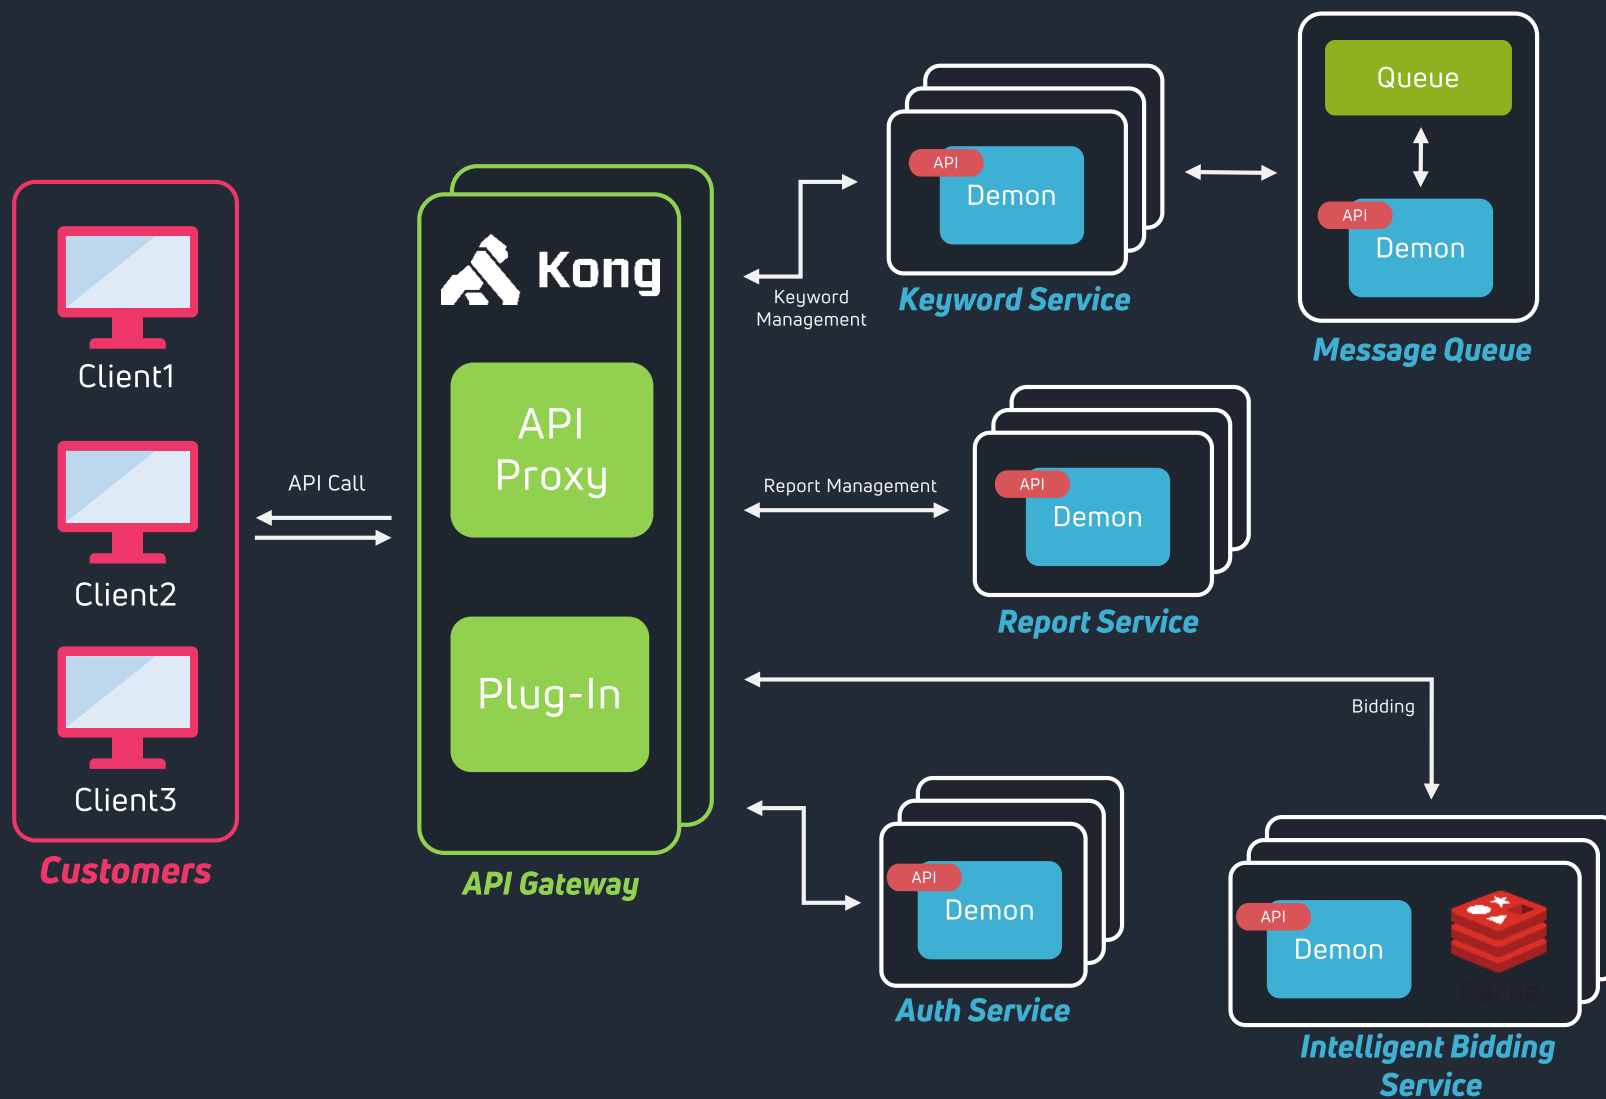 Client1
Client2
Client3
Customers
API Call
Kong
API
Proxy
Plug-In
API Gateway
Keyword
Management
API
Demon
Keyword Service
Queue
API
Demon
Message Queue
Report Management
API
Demon
Report Service
Bidding
API
Demon
Auth Service
API
Demon
Cache
Intelligent Bidding
Service